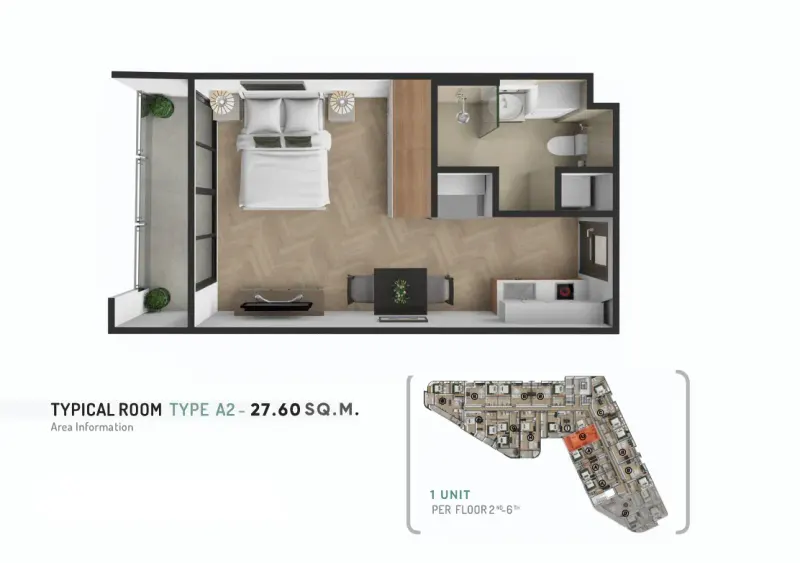 TYPICAL ROOM TYPE A2 - 27.60 SQ.M.
Area Information
1 UNIT
PER FLOOR 2ND-6TH